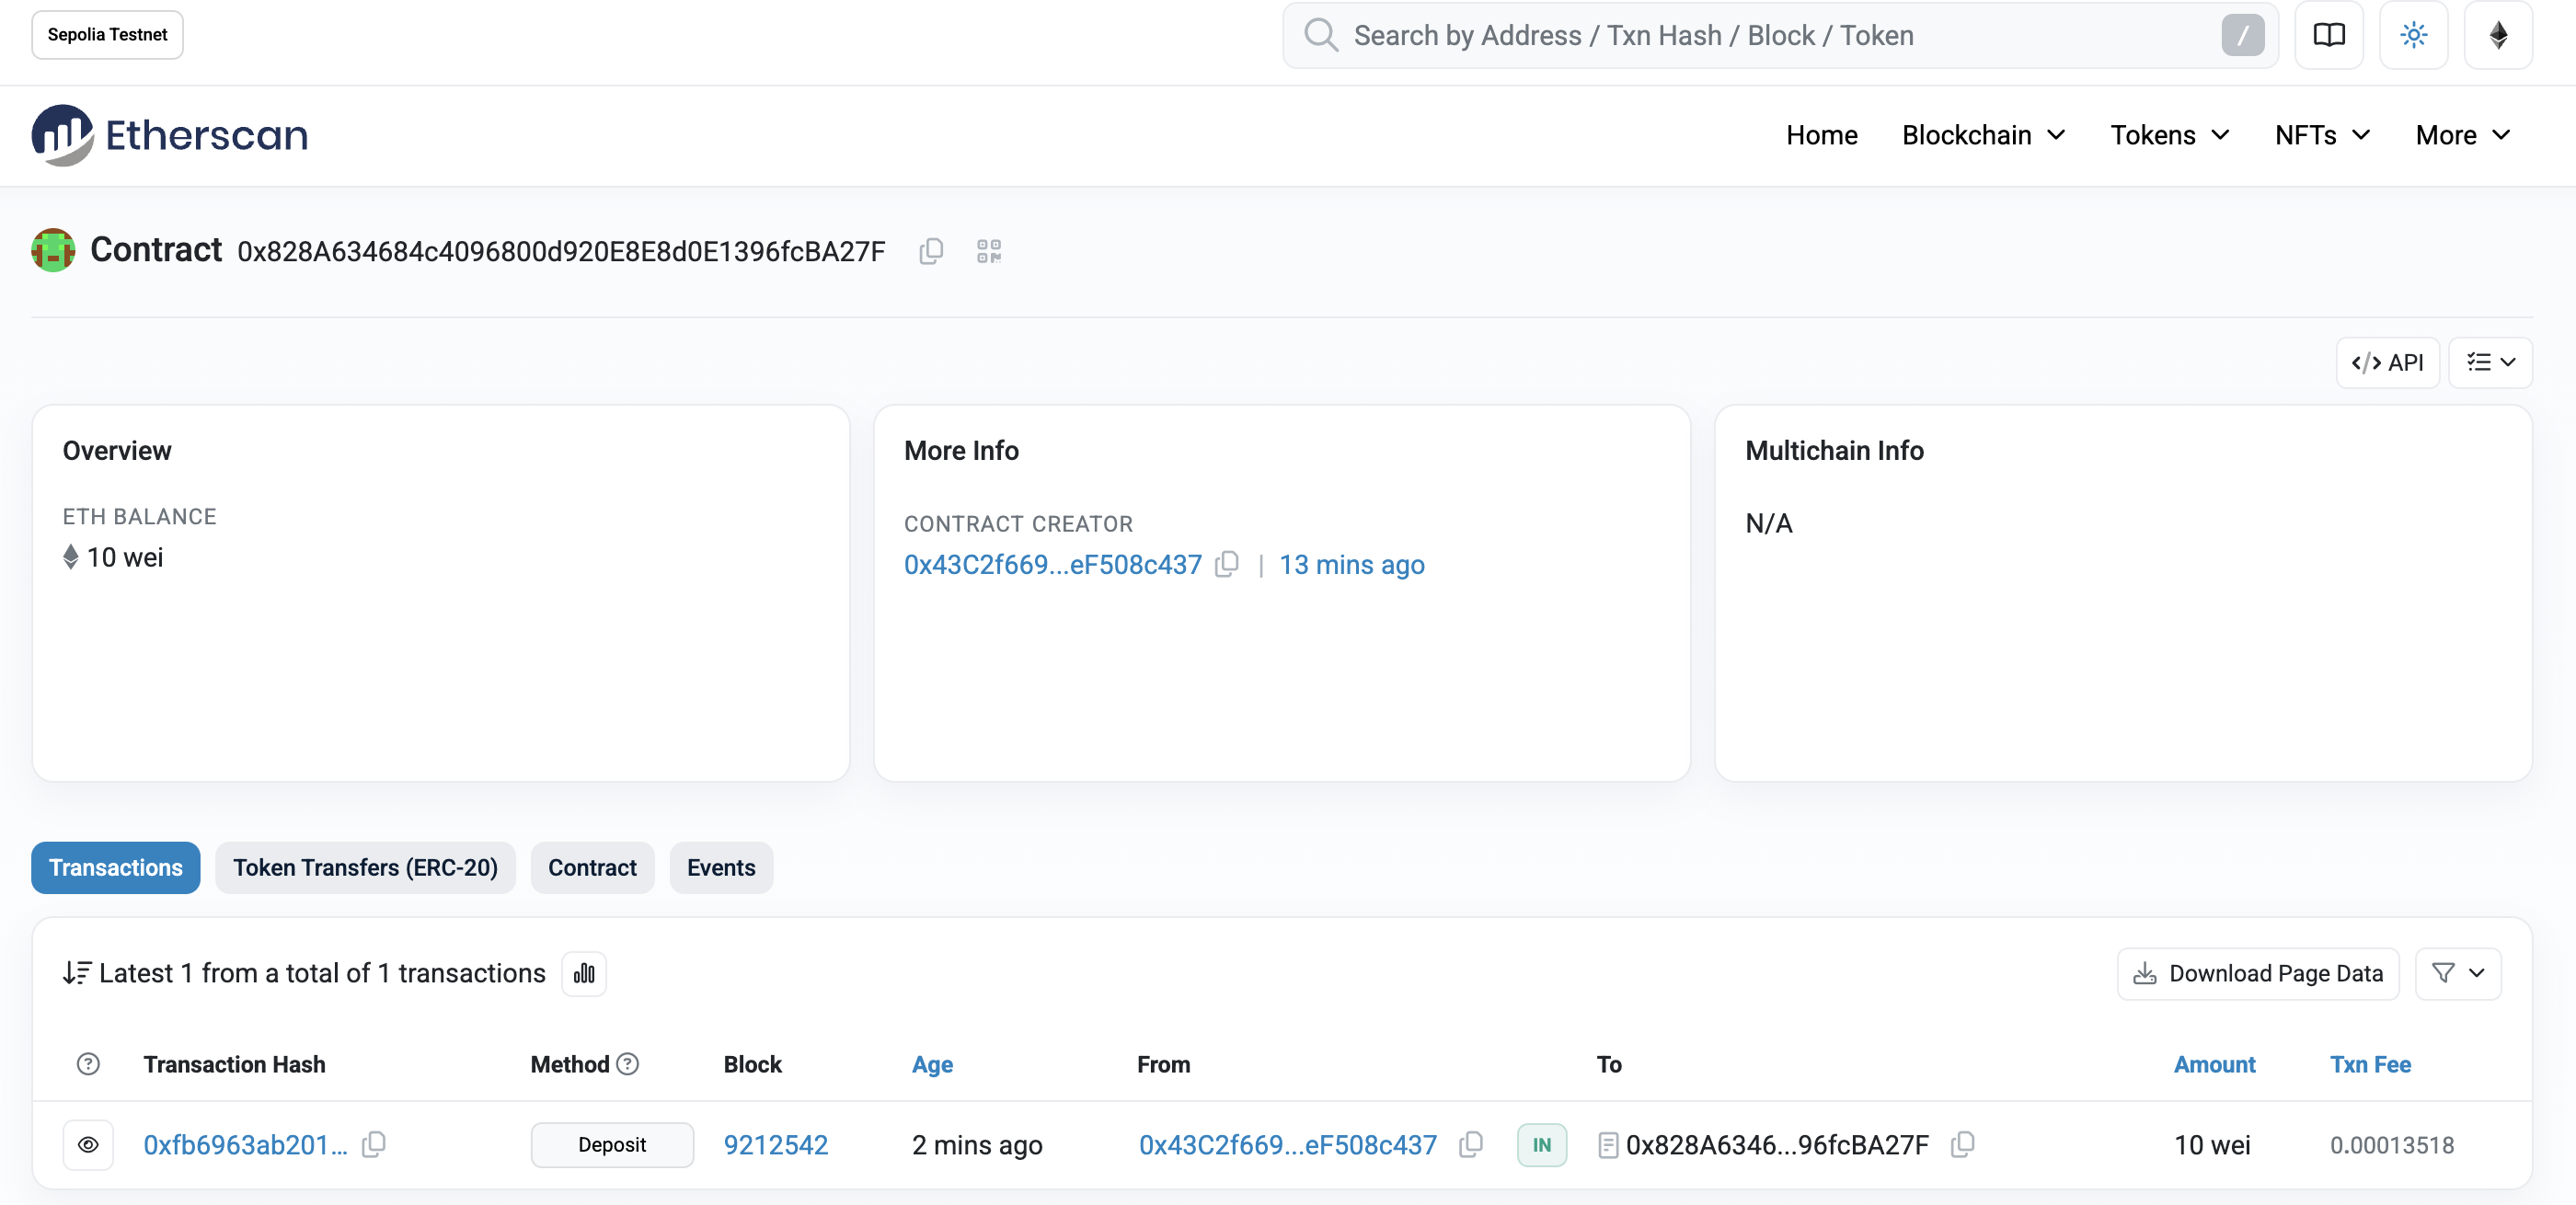 Sepolia Testnet
Search by Address / Txn Hash / Block / Token
/
Etherscan
Home
Blockchain
Tokens
NFTs
More
Contract 0x828A634684c4096800d920E8E8d0E1396fcBA27F
</> API
Overview
ETH BALANCE
10 wei
More Info
CONTRACT CREATOR
0x43C2f669...eF508c437 | 13 mins ago
Multichain Info
N/A
Transactions
Token Transfers (ERC-20)
Contract
Events
Latest 1 from a total of 1 transactions
Download Page Data
? Transaction Hash Method ? Block Age From To Amount Txn Fee
0xfb6963ab201... Deposit 9212542 2 mins ago 0x43C2f669...eF508c437 IN 0x828A6346...96fcBA27F 10 wei 0.00013518